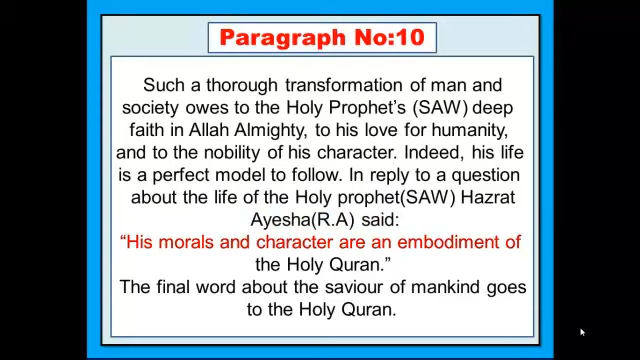 Paragraph No:10
Such a thorough transformation of man and
society owes to the Holy Prophet's (SAW) deep
faith in Allah Almighty, to his love for humanity,
and to the nobility of his character. Indeed, his life
is a perfect model to follow. In reply to a question
about the life of the Holy prophet(SAW) Hazrat
Ayesha(R.A) said:
“His morals and character are an embodiment of
the Holy Quran.”
The final word about the saviour of mankind goes
to the Holy Quran.